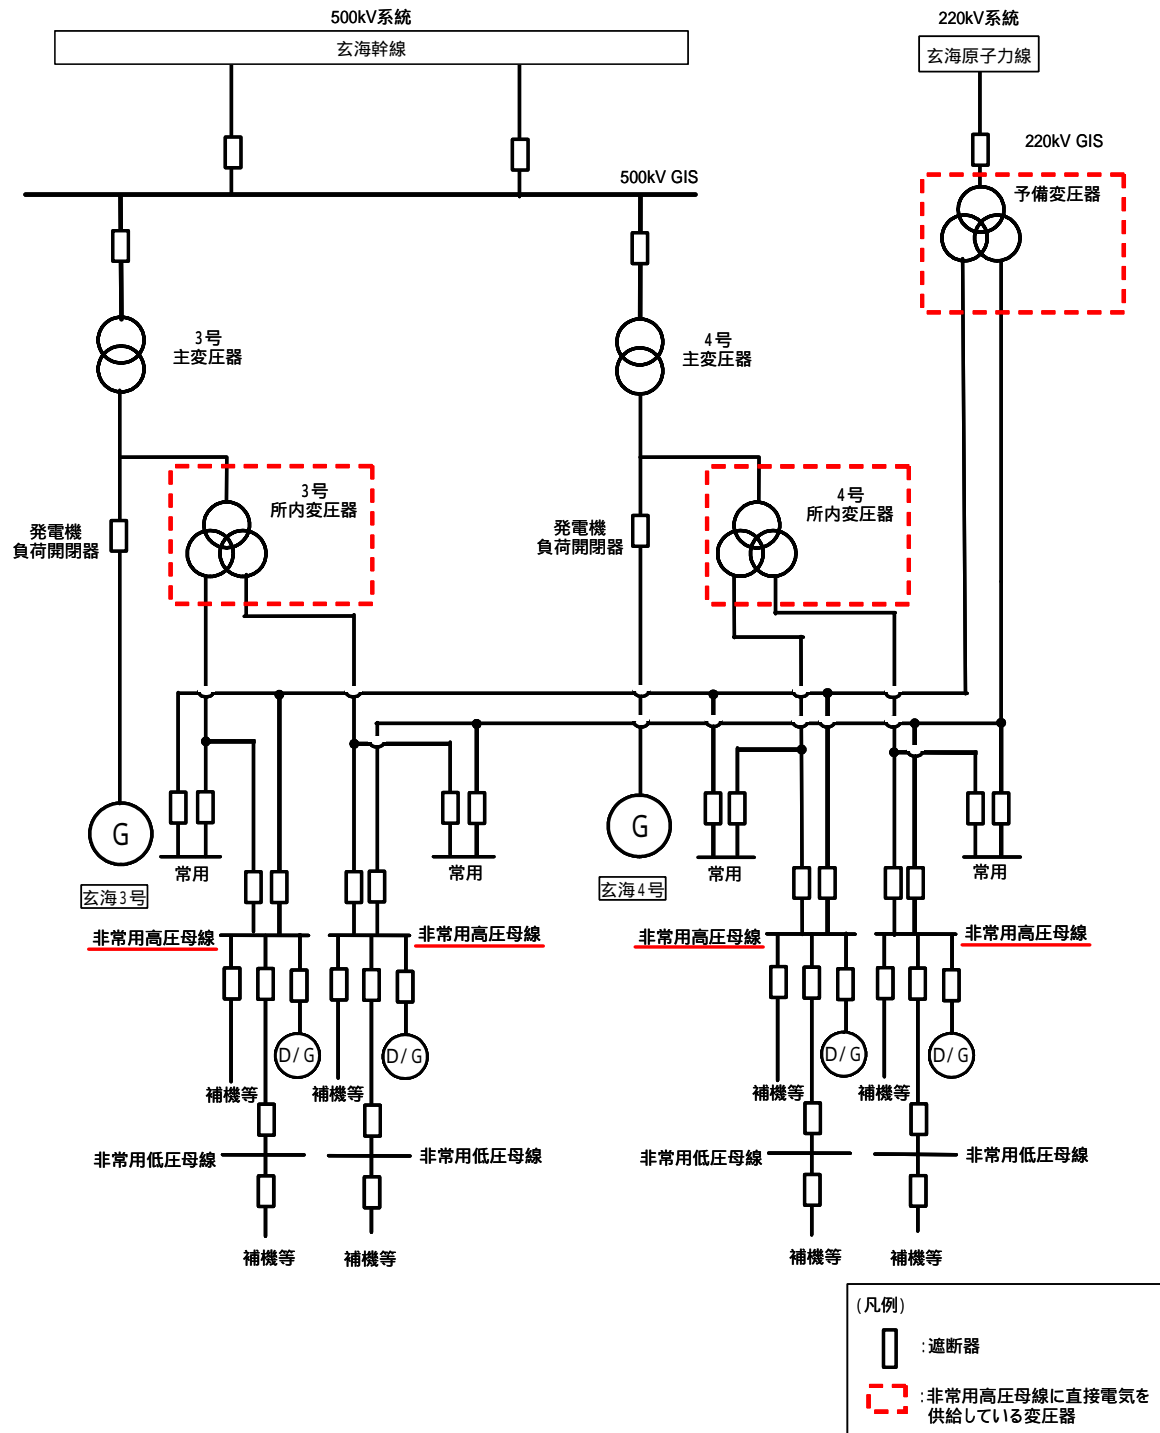 500kV系統
220kV系統
玄海幹線
玄海原子力線
220kV GIS
500kV GIS
予備変圧器
3号
主変圧器
4号
主変圧器
3号
所内変圧器
4号
所内変圧器
発電機
負荷開閉器
発電機
負荷開閉器
G
G
常用
常用
常用
常用
玄海3号
玄海4号
非常用高圧母線
非常用高圧母線
非常用高圧母線
非常用高圧母線
D/G
D/G
D/G
D/G
補機等
補機等
補機等
補機等
非常用低圧母線
非常用低圧母線
非常用低圧母線
非常用低圧母線
補機等
補機等
補機等
補機等
(凡例)
:遮断器
:非常用高圧母線に直接電気を
供給している変圧器